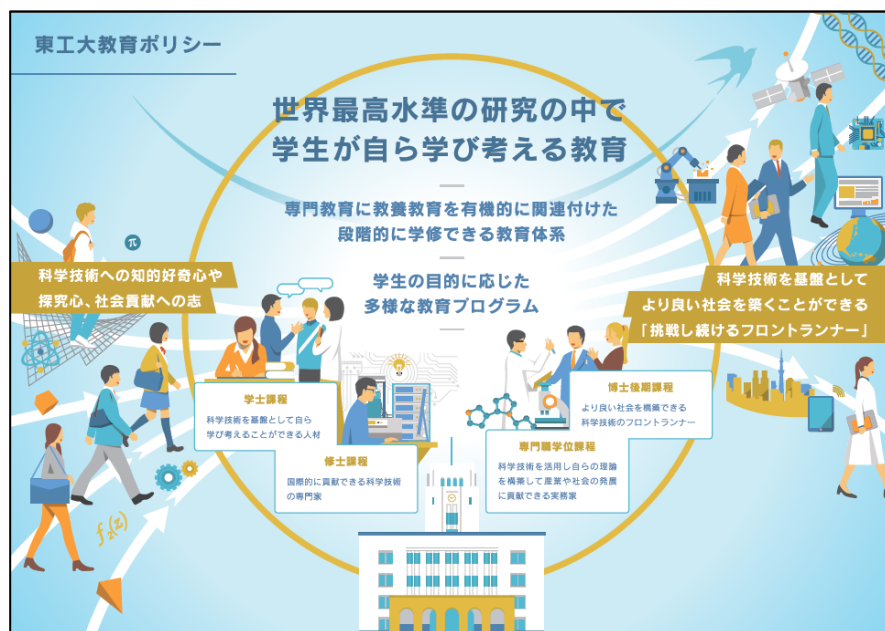 東工大教育ポリシー
世界最高水準の研究の中で
学生が自ら学び考える教育
専門教育に教養教育を有機的に関連付けた
段階的に学修できる教育体系
学生の目的に応じた
多様な教育プログラム
π
科学技術への知的好奇心や
探究心、社会貢献への志
科学技術を基盤として
より良い社会を築くことができる
「挑戦し続けるフロントランナー」
学士課程
科学技術を基盤として自ら
学び考えることができる人材
修士課程
国際的に貢献できる科学技術
の専門家
博士後期課程
より良い社会を構築できる
科学技術のフロントランナー
専門職学位課程
科学技術を活用し自らの理論
を構築して産業や社会の発展
に貢献できる実務家